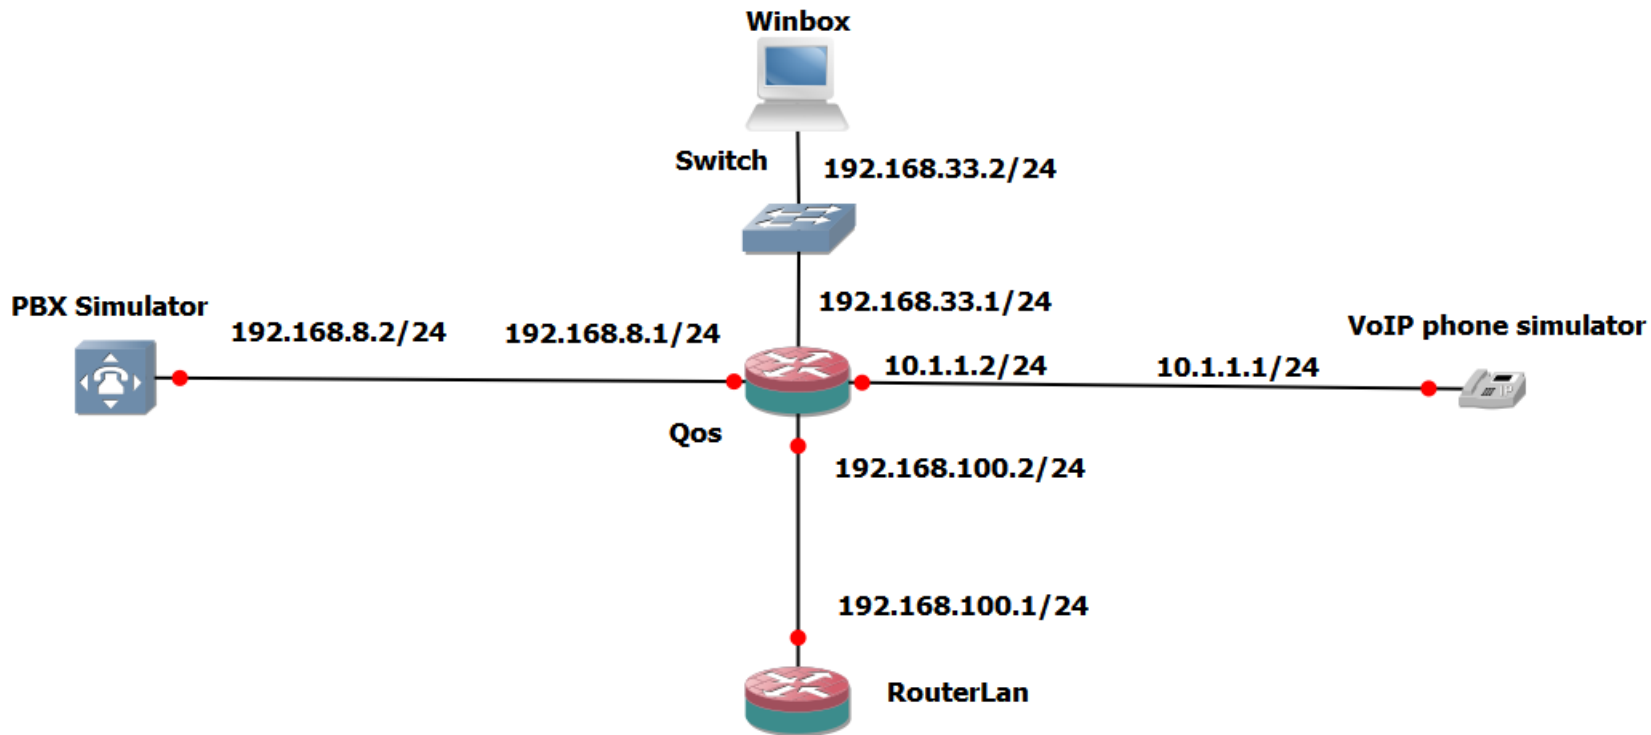 Winbox
Switch
192.168.33.2/24
PBX Simulator
192.168.8.2/24
192.168.8.1/24
192.168.33.1/24
VoIP phone simulator
10.1.1.2/24
10.1.1.1/24
Qos
192.168.100.2/24
192.168.100.1/24
RouterLan